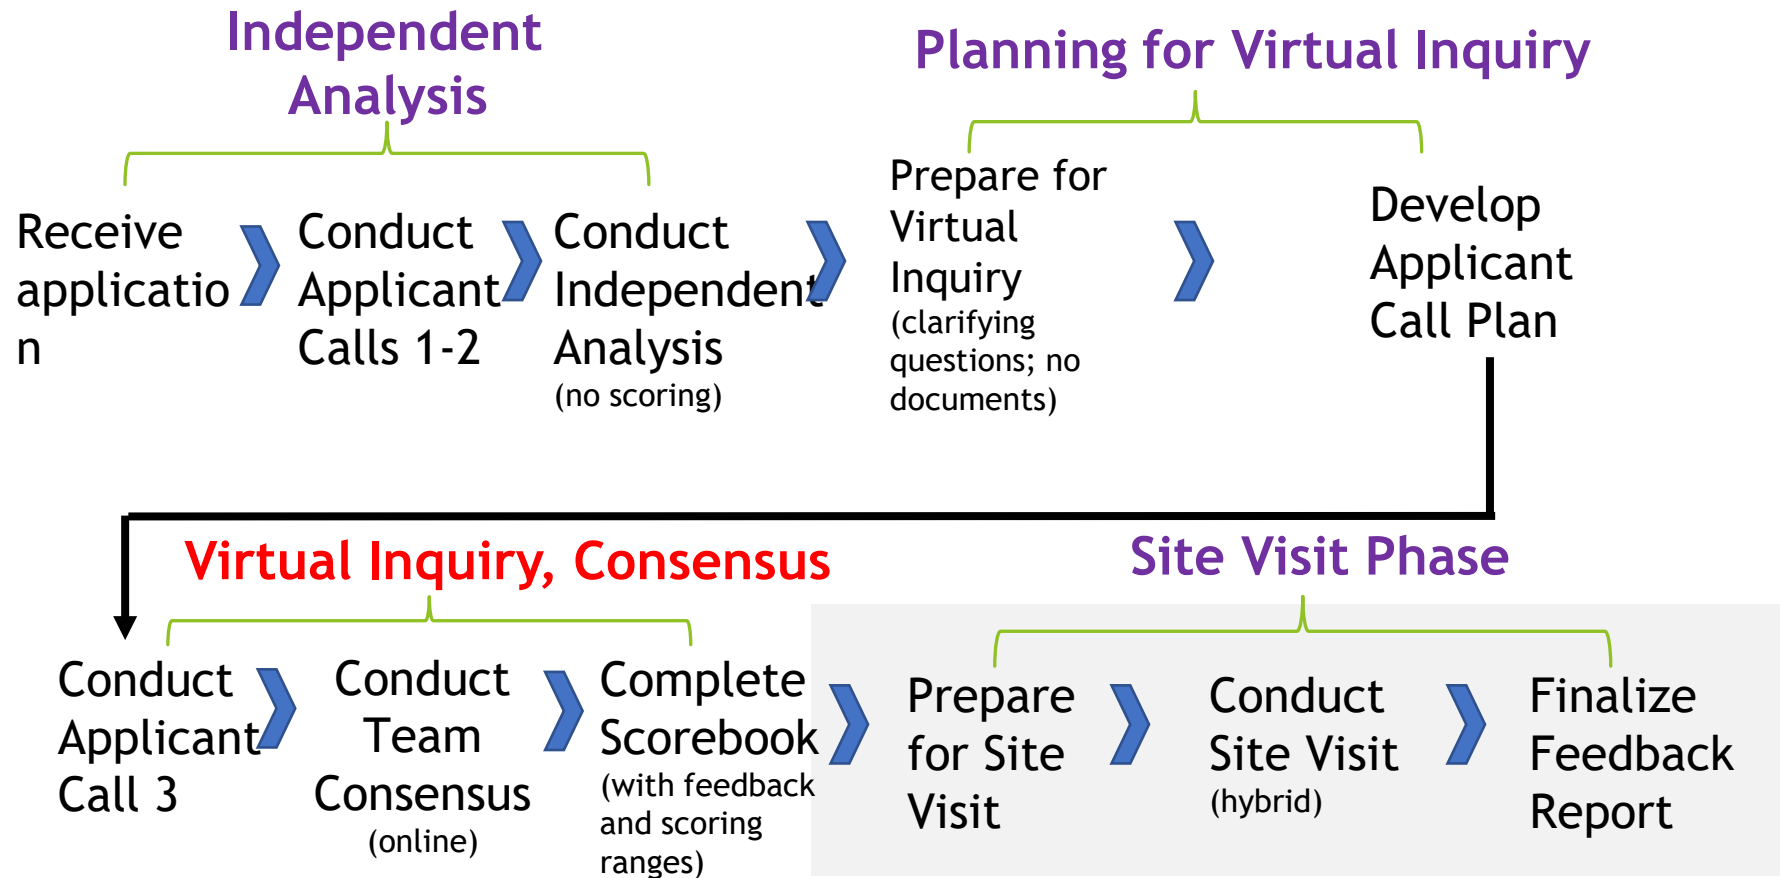 Independent
Analysis
Planning for Virtual Inquiry
Receive
applicatio
n
Conduct
Applicant
Calls 1-2
Conduct
Independent
Analysis
(no scoring)
Prepare for
Virtual
Inquiry
(clarifying
questions; no
documents)
Develop
Applicant
Call Plan
Virtual Inquiry, Consensus
Site Visit Phase
Conduct
Applicant
Call 3
Conduct
Team
Consensus
(online)
Complete
Scorebook
(with feedback
and scoring
ranges)
Prepare
for Site
Visit
Conduct
Site Visit
(hybrid)
Finalize
Feedback
Report